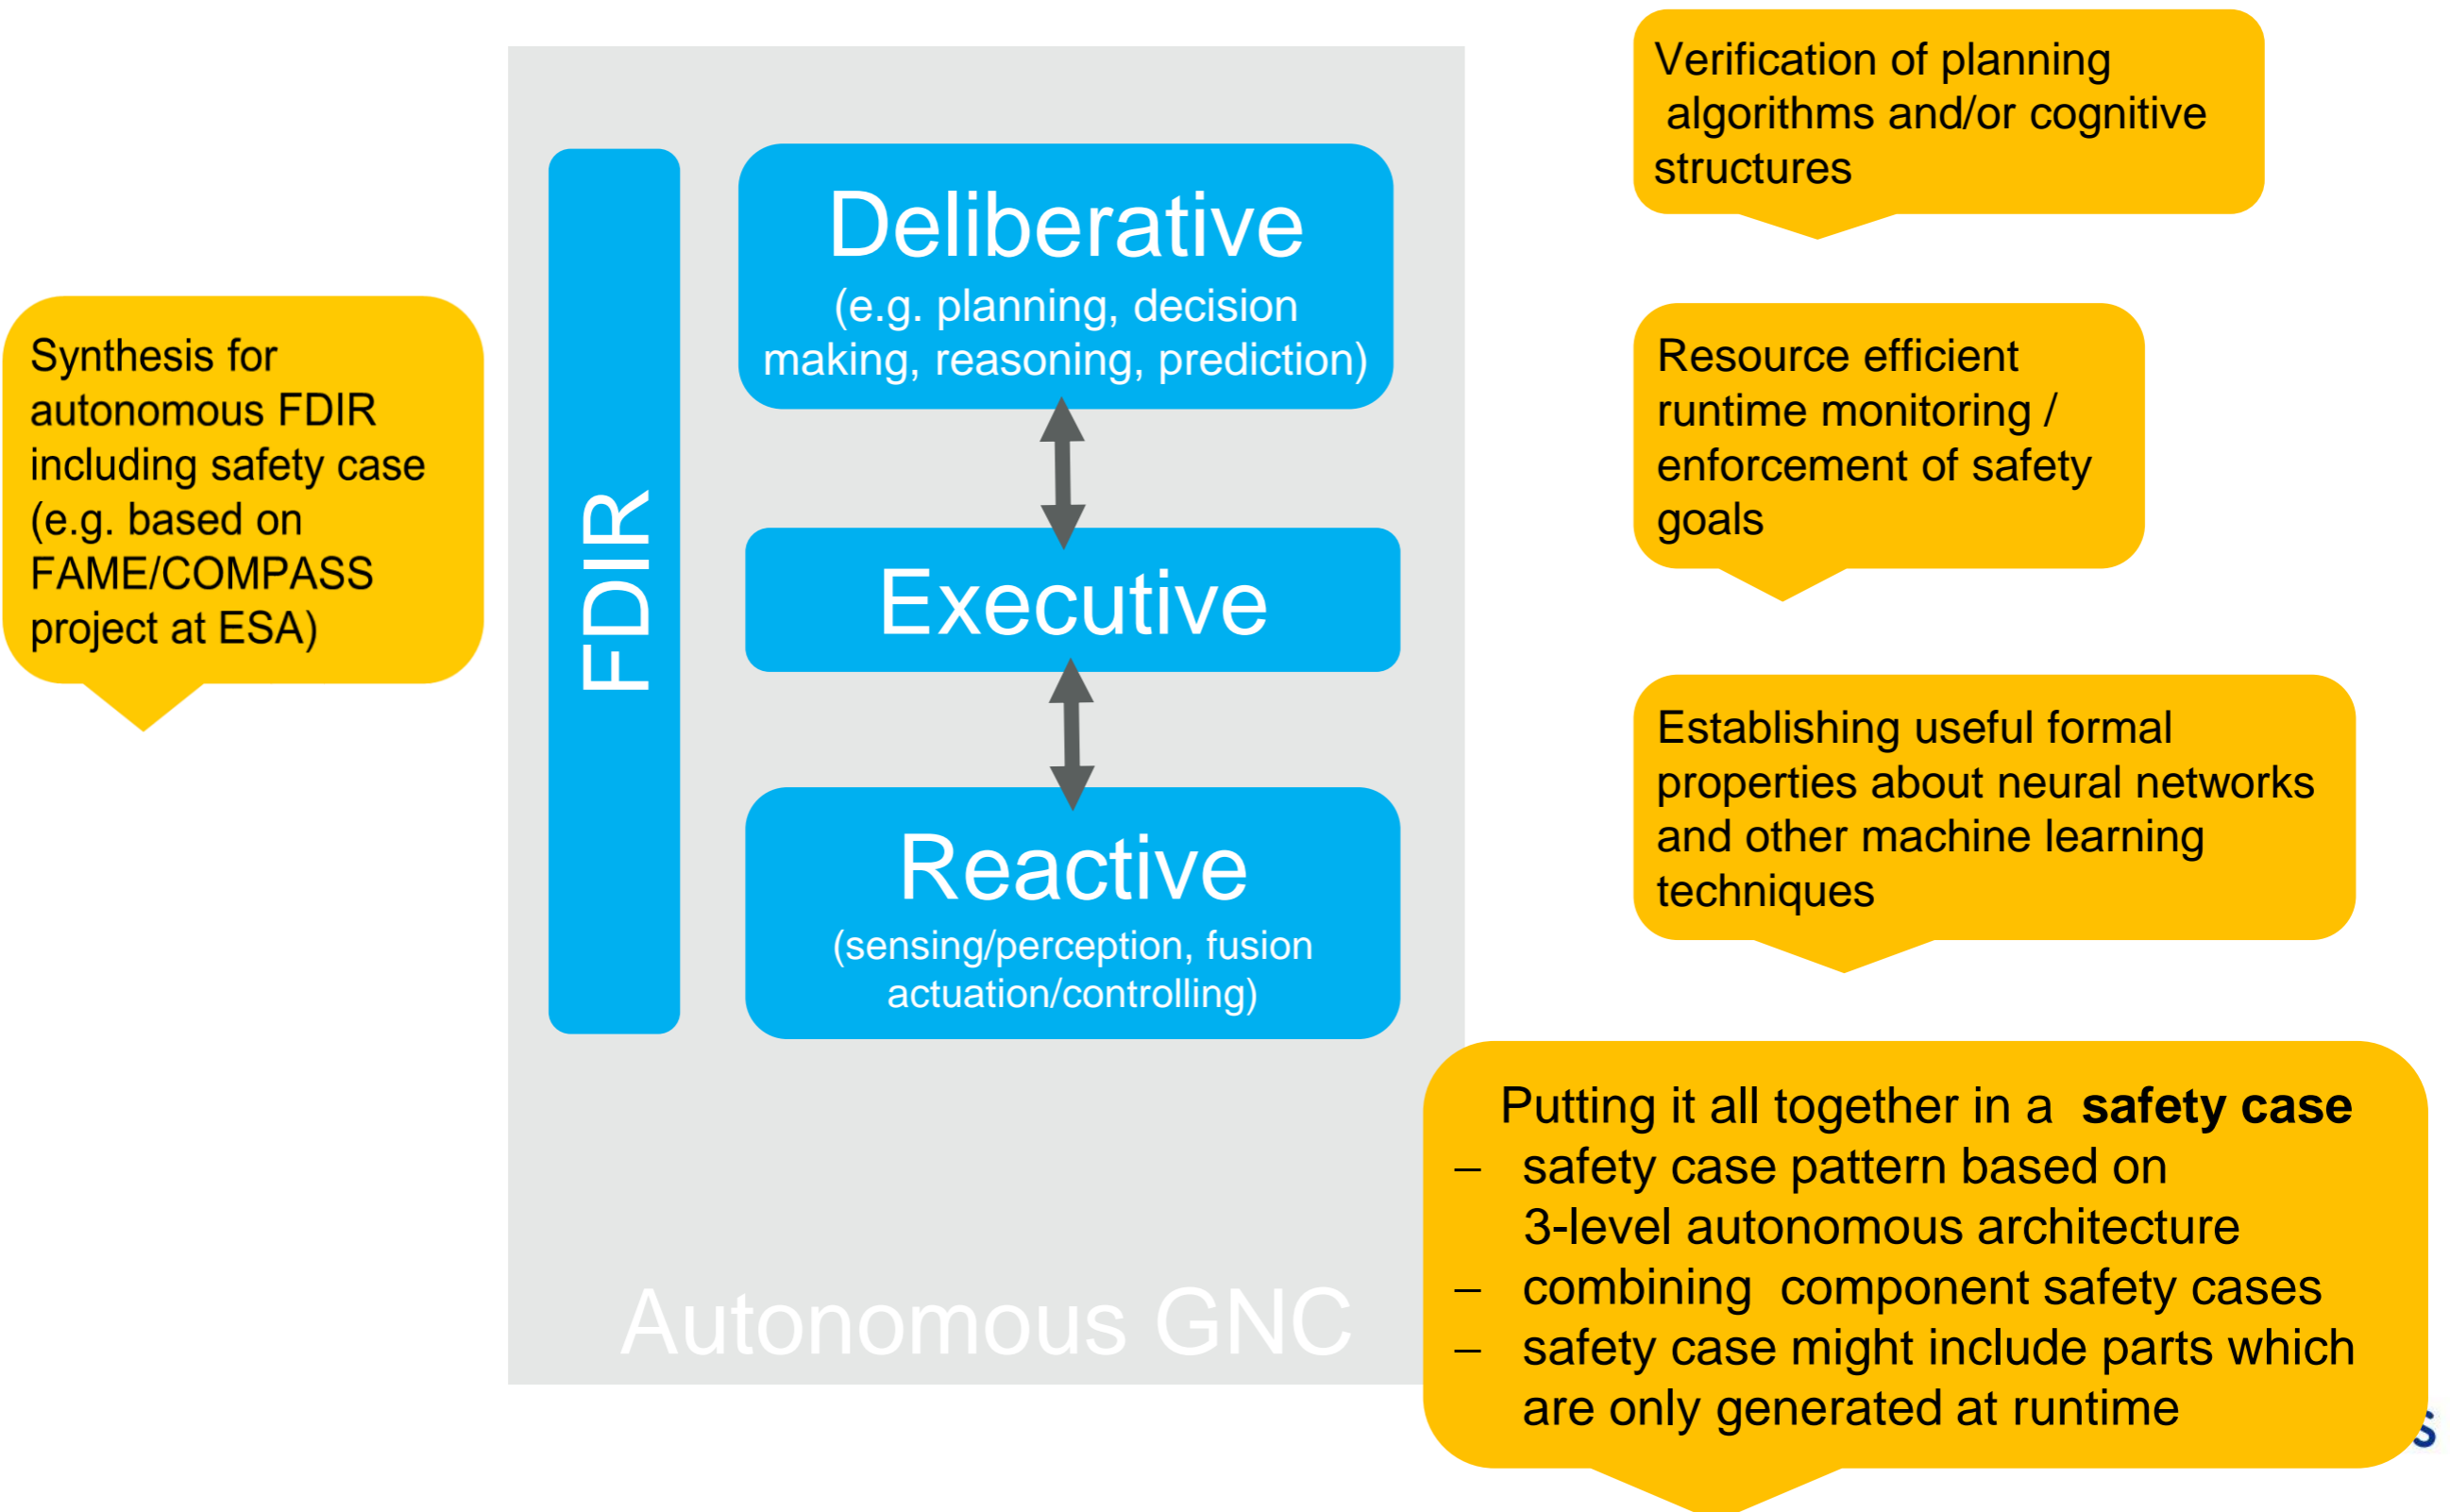 Synthesis for
autonomous FDIR
including safety case
(e.g. based on
FAME/COMPASS
project at ESA)
FDIR
Deliberative
(e.g. planning, decision
making, reasoning, prediction)
Executive
Reactive
(sensing/perception, fusion
actuation/controlling)
Autonomous GNC
Verification of planning
algorithms and/or cognitive
structures
Resource efficient
runtime monitoring /
enforcement of safety
goals
Establishing useful formal
properties about neural networks
and other machine learning
techniques
Putting it all together in a safety case
– safety case pattern based on
3-level autonomous architecture
– combining component safety cases
– safety case might include parts which
are only generated at runtime